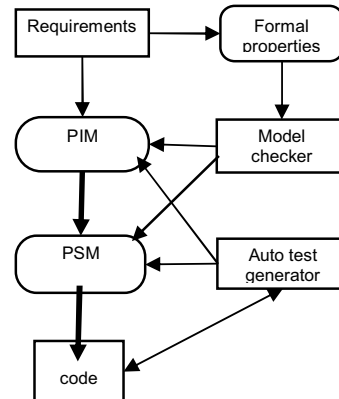 Requirements
Formal
properties
PIM
Model
checker
PSM
Auto test
generator
code